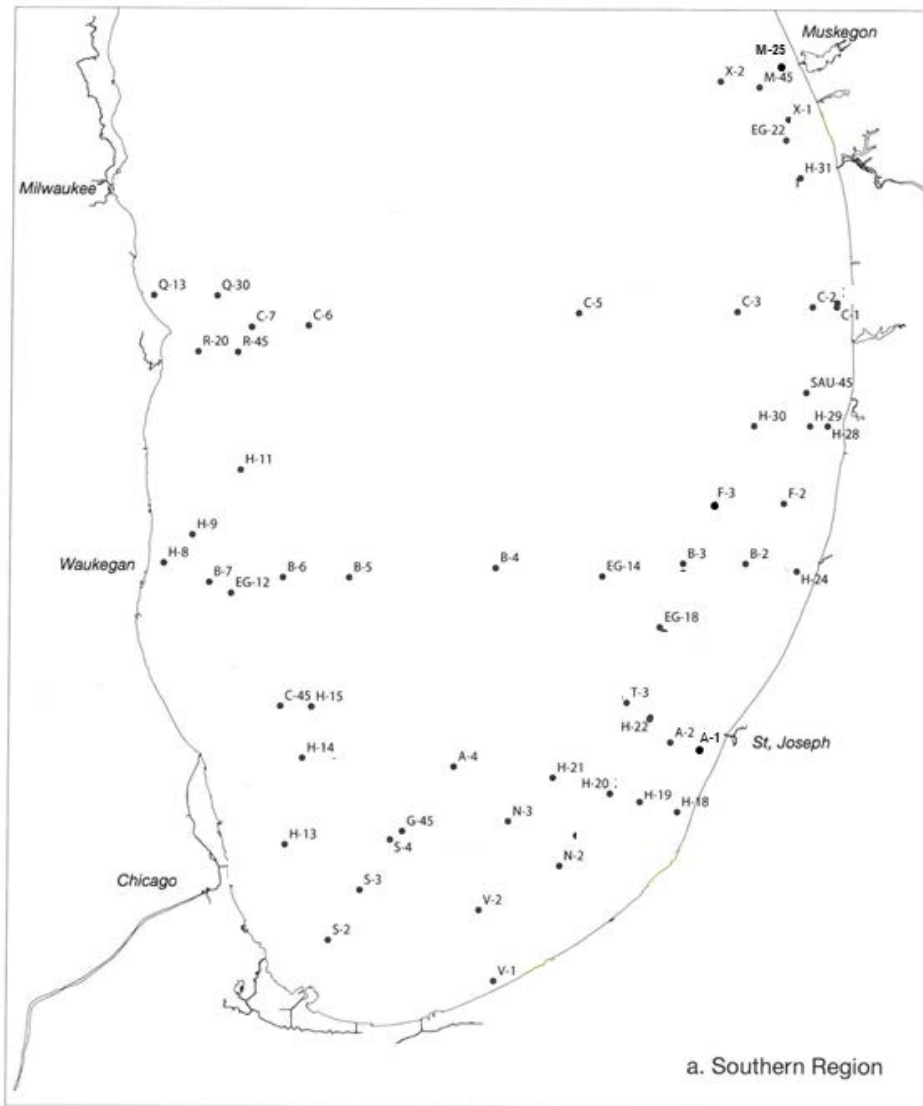 Muskegon
M-25
X-2
M-45
X-1
EG-22
H-31
Milwaukee
Q-13
Q-30
C-7
C-6
C-5
C-3
C-2
C-1
R-20
R-45
SAU-45
H-30
H-29
H-28
H-11
F-3
F-2
H-9
H-8
Waukegan
B-7
EG-12
B-6
B-5
B-4
EG-14
B-3
B-2
H-24
EG-18
C-45
H-15
T-3
H-22
A-2
A-1
St, Joseph
H-14
A-4
H-21
H-20
H-19
H-18
N-3
G-45
S-4
H-13
N-2
Chicago
S-3
V-2
S-2
V-1
a. Southern Region